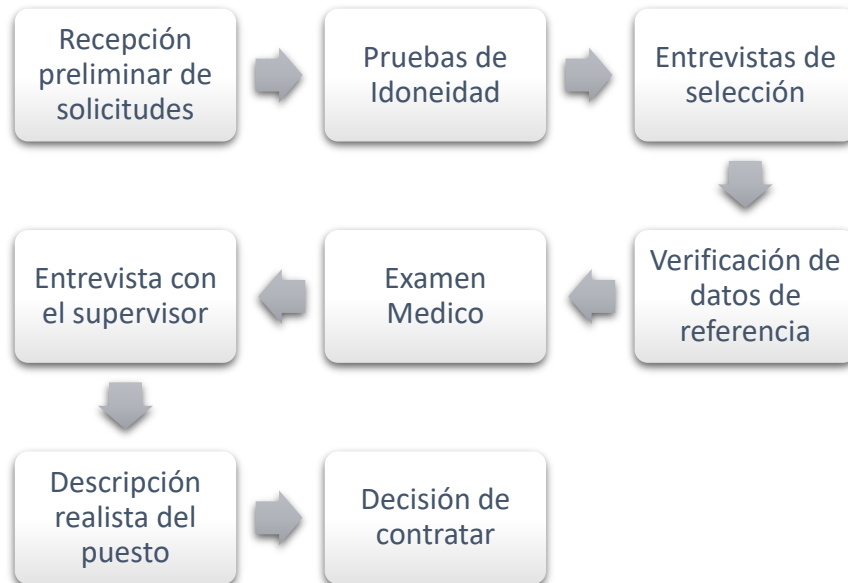 Recepción
preliminar de
solicitudes
Pruebas de
Idoneidad
Entrevistas de
selección
Verificación de
datos de
referencia
Examen
Medico
Entrevista con
el supervisor
Descripción
realista del
puesto
Decisión de
contratar